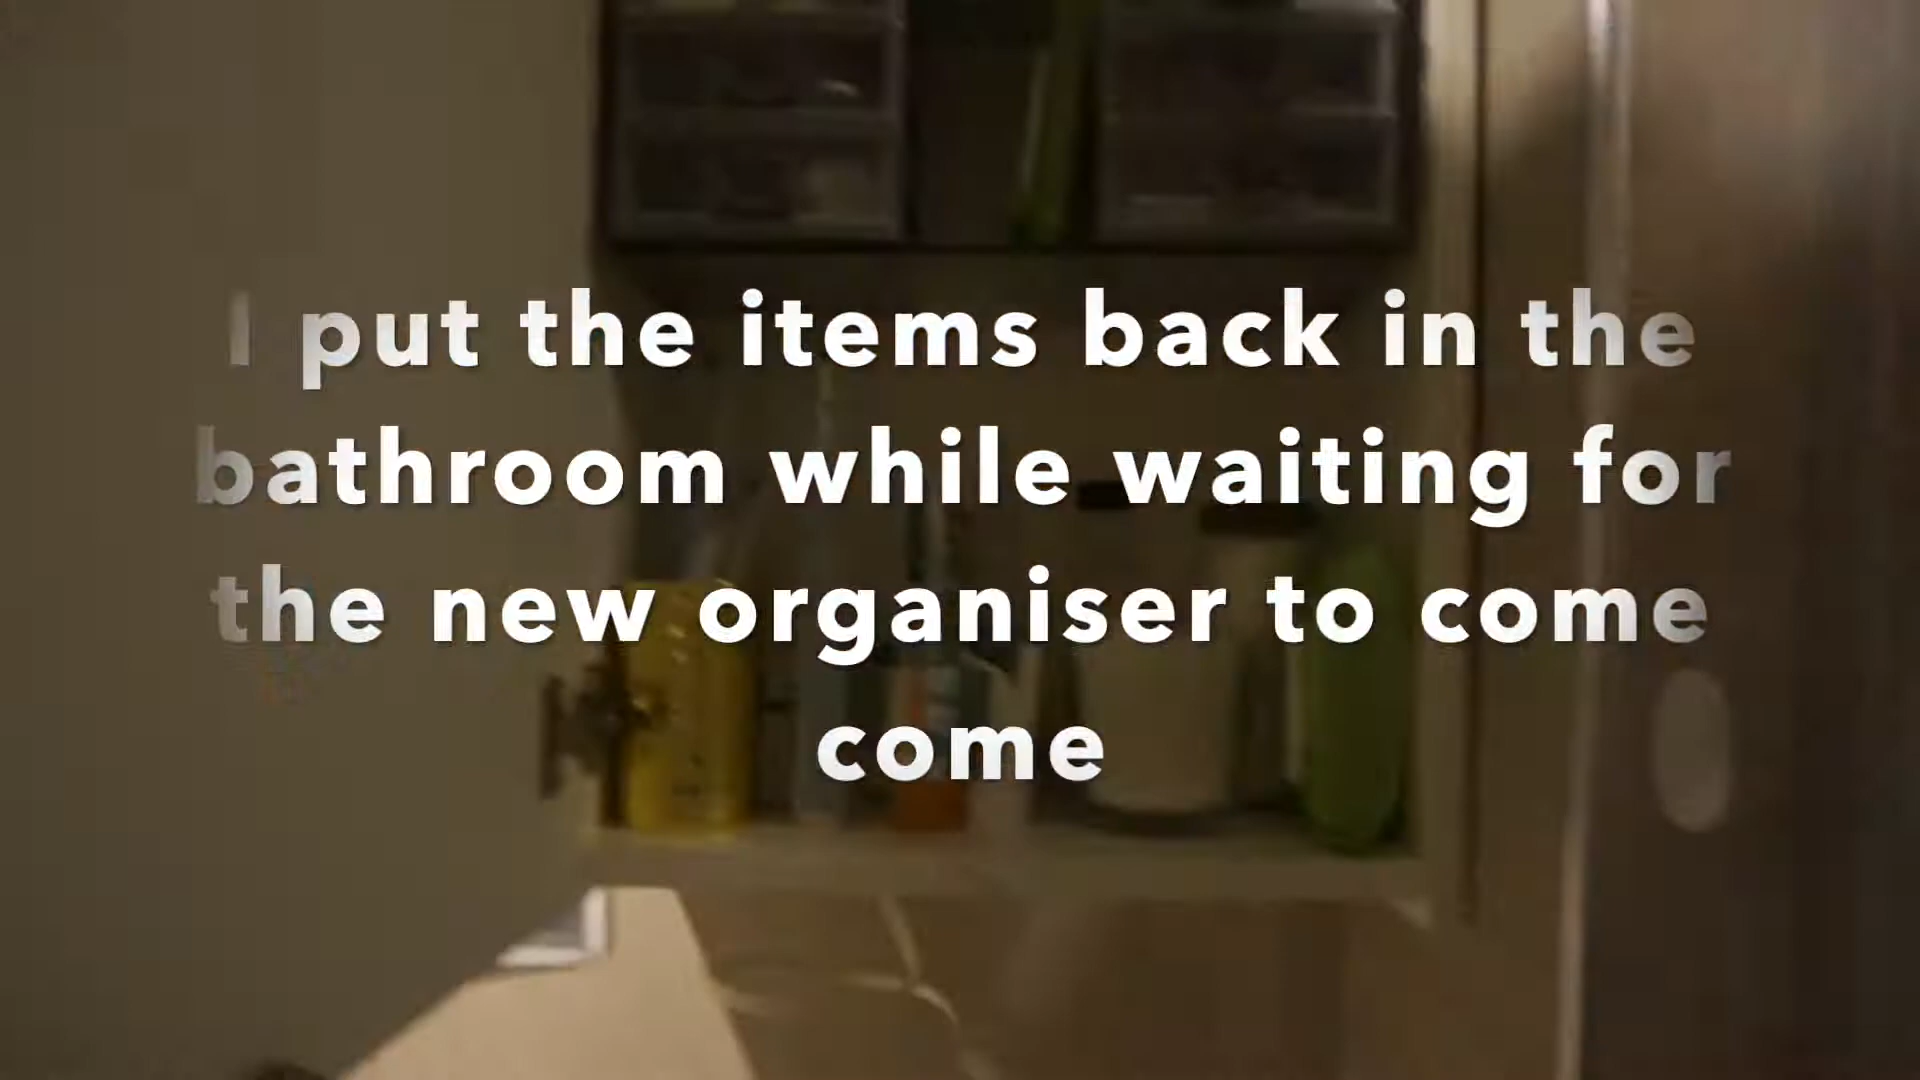 I put the items back in the
bathroom while waiting for
the new organiser to come
come